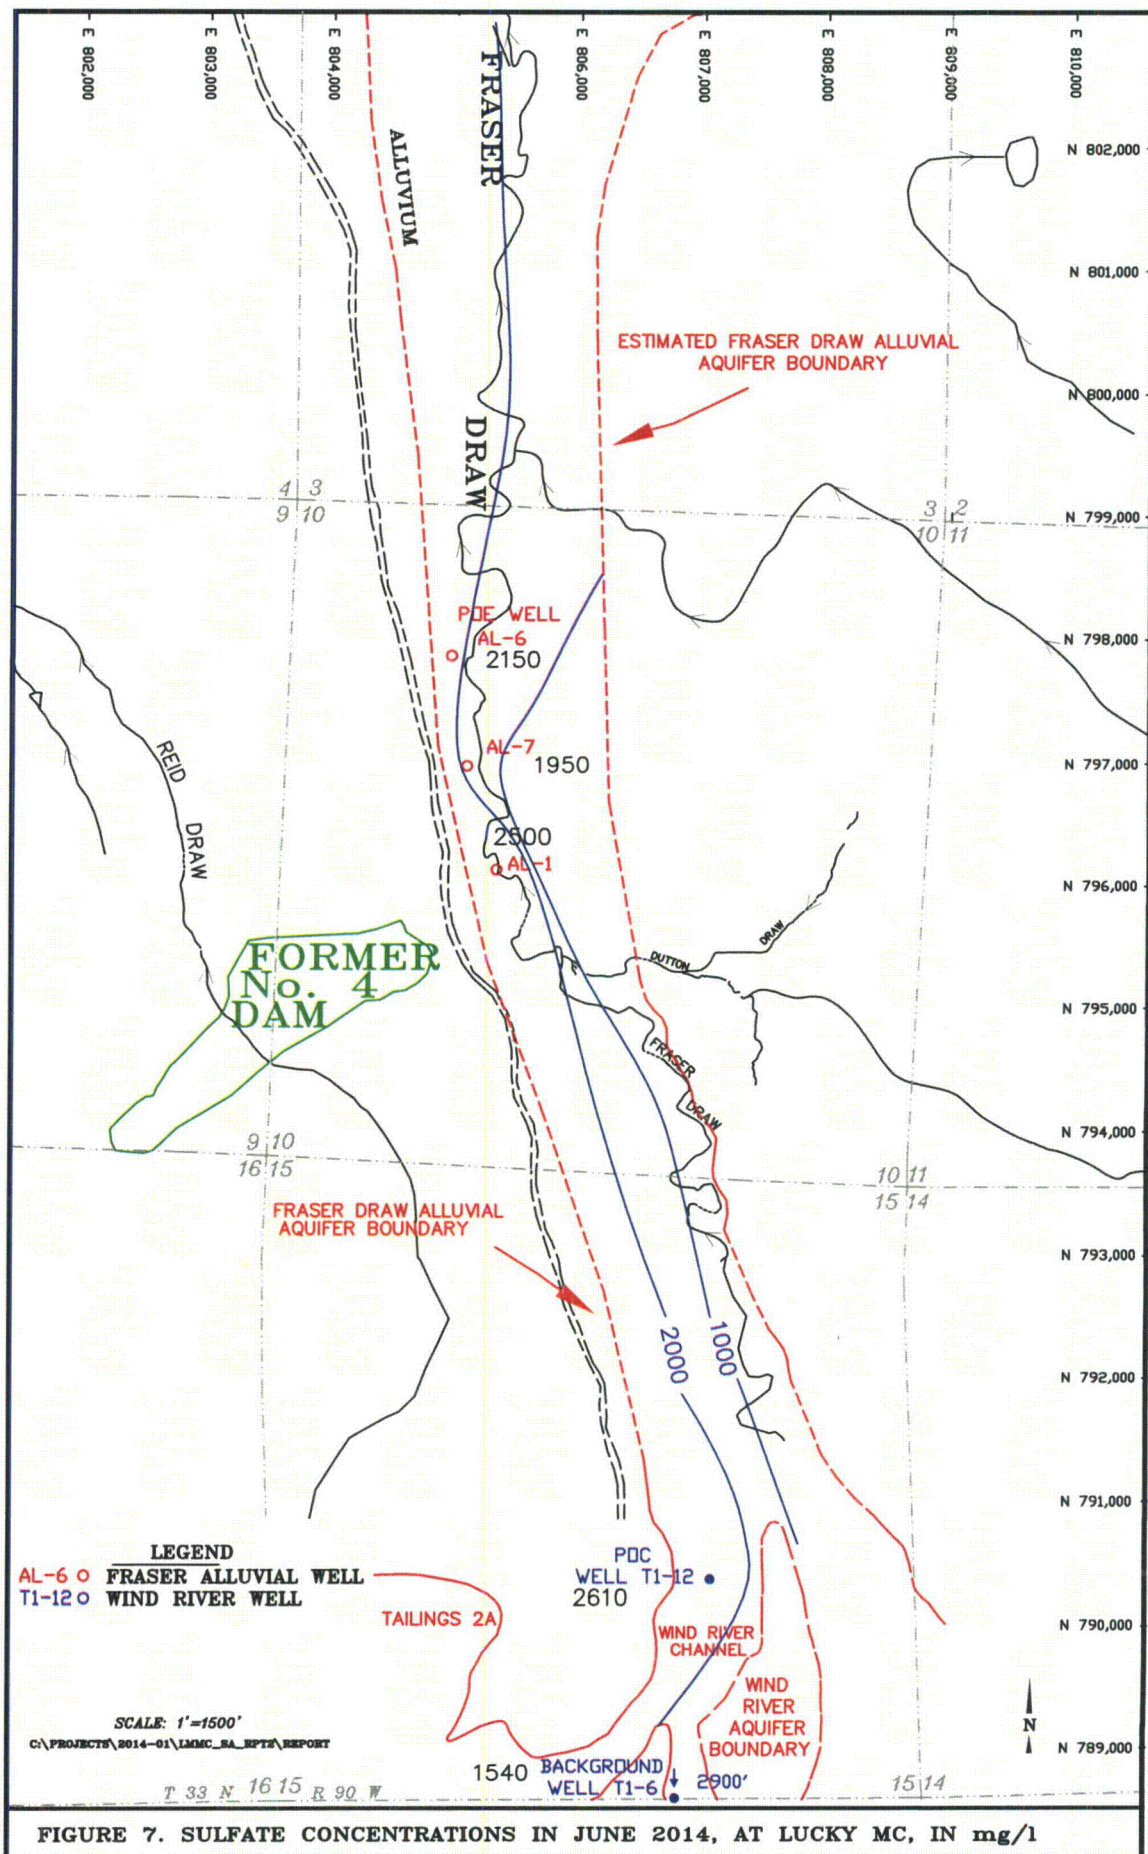 E 802,000
E 803,000
E 804,000
E 806,000
E 807,000
E 808,000
E 809,000
E 810,000
N 802,000
N 801,000
N 800,000
N 799,000
N 798,000
N 797,000
N 796,000
N 795,000
N 794,000
N 793,000
N 792,000
N 791,000
N 790,000
N 789,000
FRASER
DRAW
ALLUVIUM
ESTIMATED FRASER DRAW ALLUVIAL
AQUIFER BOUNDARY
4 3
9 10
3 2
10 11
POE WELL
AL-6
2150
AL-7
1950
2500
AL-1
REID
DRAW
FORMER
No. 4
DAM
DUTTON
DRAW
FRASER
DRAW
9 10
16 15
10 11
15 14
FRASER DRAW ALLUVIAL
AQUIFER BOUNDARY
2000
1000
LEGEND
AL-6 FRASER ALLUVIAL WELL
T1-12 WIND RIVER WELL
TAILINGS 2A
POC
WELL T1-12
2610
WIND RIVER
CHANNEL
WIND
RIVER
AQUIFER
BOUNDARY
N
SCALE: 1'=1500'
C:\PROJECTS\2014-01\LMMC_SA_RPTS\REPORT
1540
BACKGROUND
WELL T1-6
2900'
T 33 N 16 15 R 90 W
15 14
FIGURE 7. SULFATE CONCENTRATIONS IN JUNE 2014, AT LUCKY MC, IN mg/l